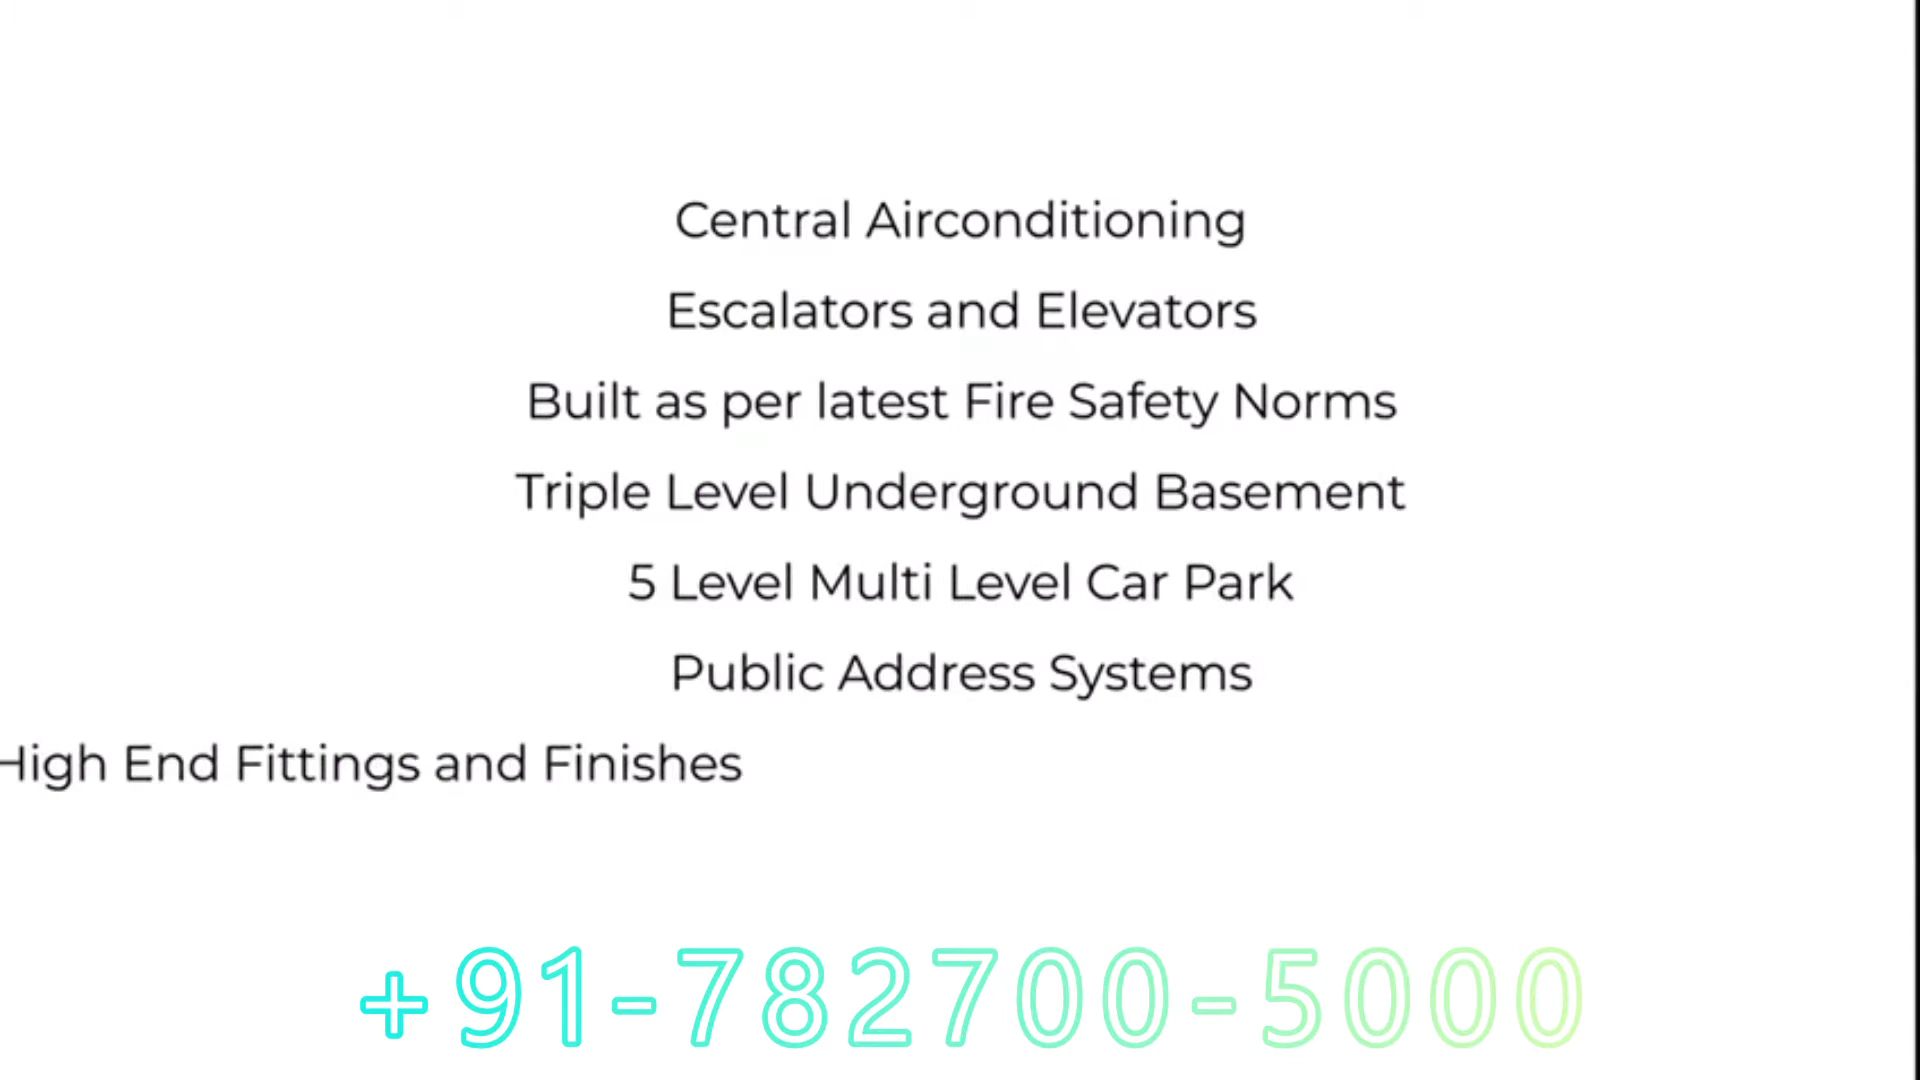 Central Airconditioning
Escalators and Elevators
Built as per latest Fire Safety Norms
Triple Level Underground Basement
5 Level Multi Level Car Park
Public Address Systems
High End Fittings and Finishes
+91-782700-5000